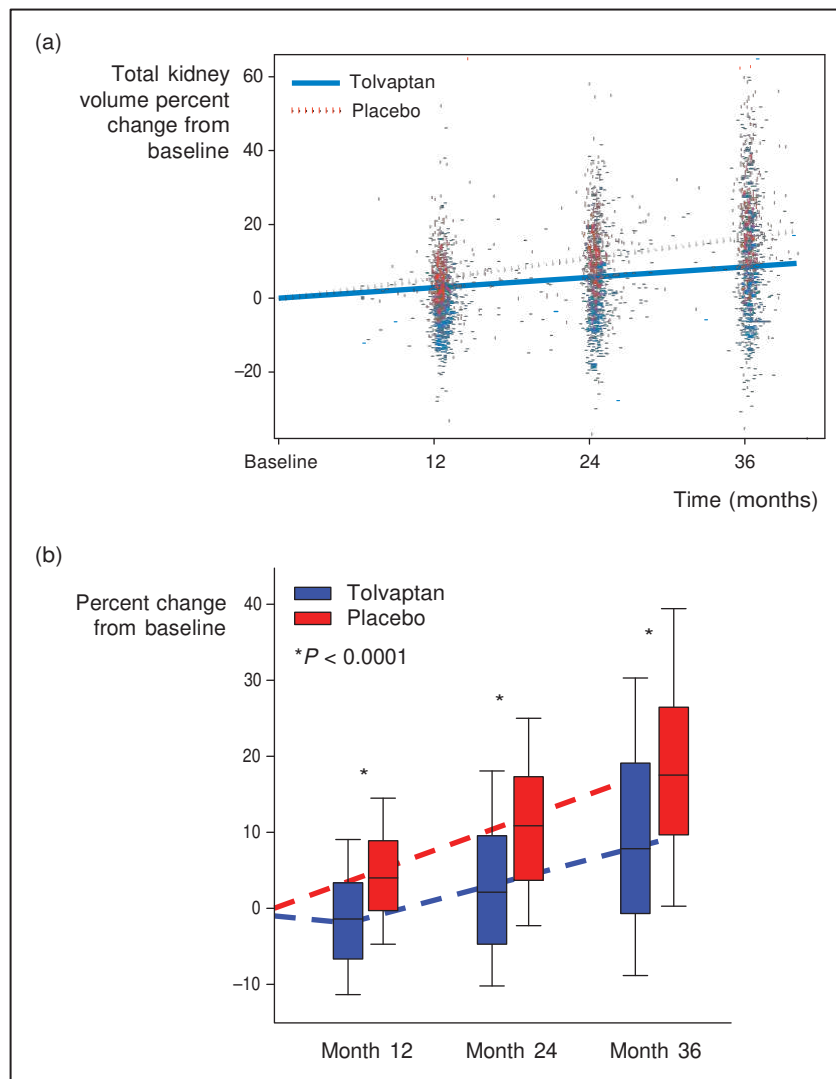 (a)
Total kidney
volume percent
change from
baseline
Tolvaptan
Placebo
60
40
20
0
–20
Baseline
12
24
36
Time (months)
(b)
Percent change
from baseline
Tolvaptan
Placebo
*P < 0.0001
40
30
20
10
0
–10
*
*
*
Month 12
Month 24
Month 36